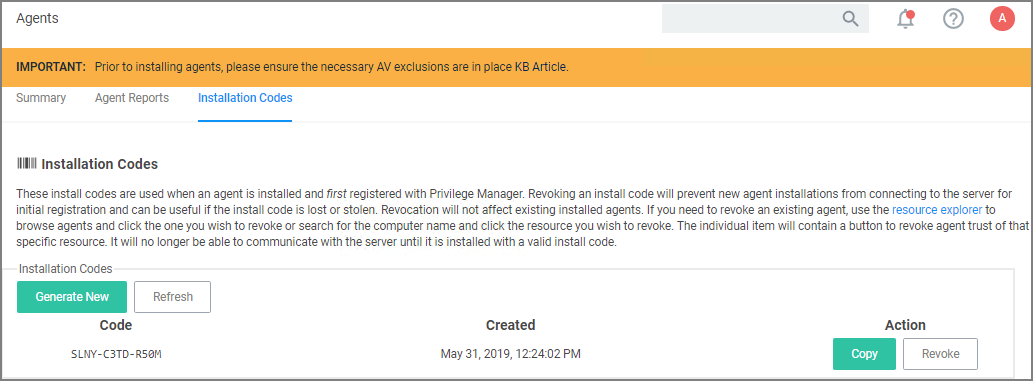 Agents
A
IMPORTANT: Prior to installing agents, please ensure the necessary AV exclusions are in place KB Article.
Summary Agent Reports Installation Codes
Installation Codes
These install codes are used when an agent is installed and first registered with Privilege Manager. Revoking an install code will prevent new agent installations from connecting to the server for
initial registration and can be useful if the install code is lost or stolen. Revocation will not affect existing installed agents. If you need to revoke an existing agent, use the resource explorer to
browse agents and click the one you wish to revoke or search for the computer name and click the resource you wish to revoke. The individual item will contain a button to revoke agent trust of that
specific resource. It will no longer be able to communicate with the server until it is installed with a valid install code.
Installation Codes
Generate New Refresh
Code Created Action
SLNY-C3TD-R50M May 31, 2019, 12:24:02 PM Copy Revoke